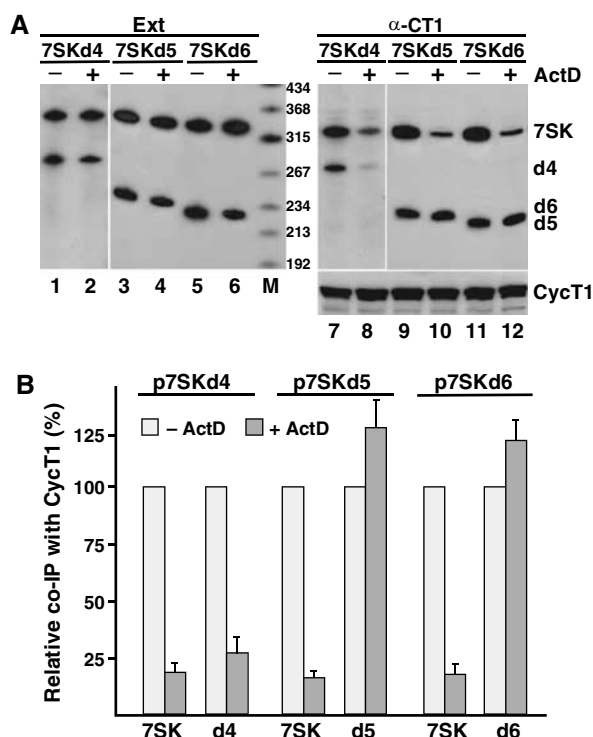 A
Ext
α-CT1
7SKd4 7SKd5 7SKd6
7SKd4 7SKd5 7SKd6
– + – + – +
– + – + – + ActD
434
368
315
267
234
213
192
7SK
d4
d6
d5
CycT1
1 2 3 4 5 6 M
7 8 9 10 11 12
B
p7SKd4 p7SKd5 p7SKd6
– ActD + ActD
Relative co-IP with CycT1 (%)
125
100
75
50
25
7SK d4 7SK d5 7SK d6